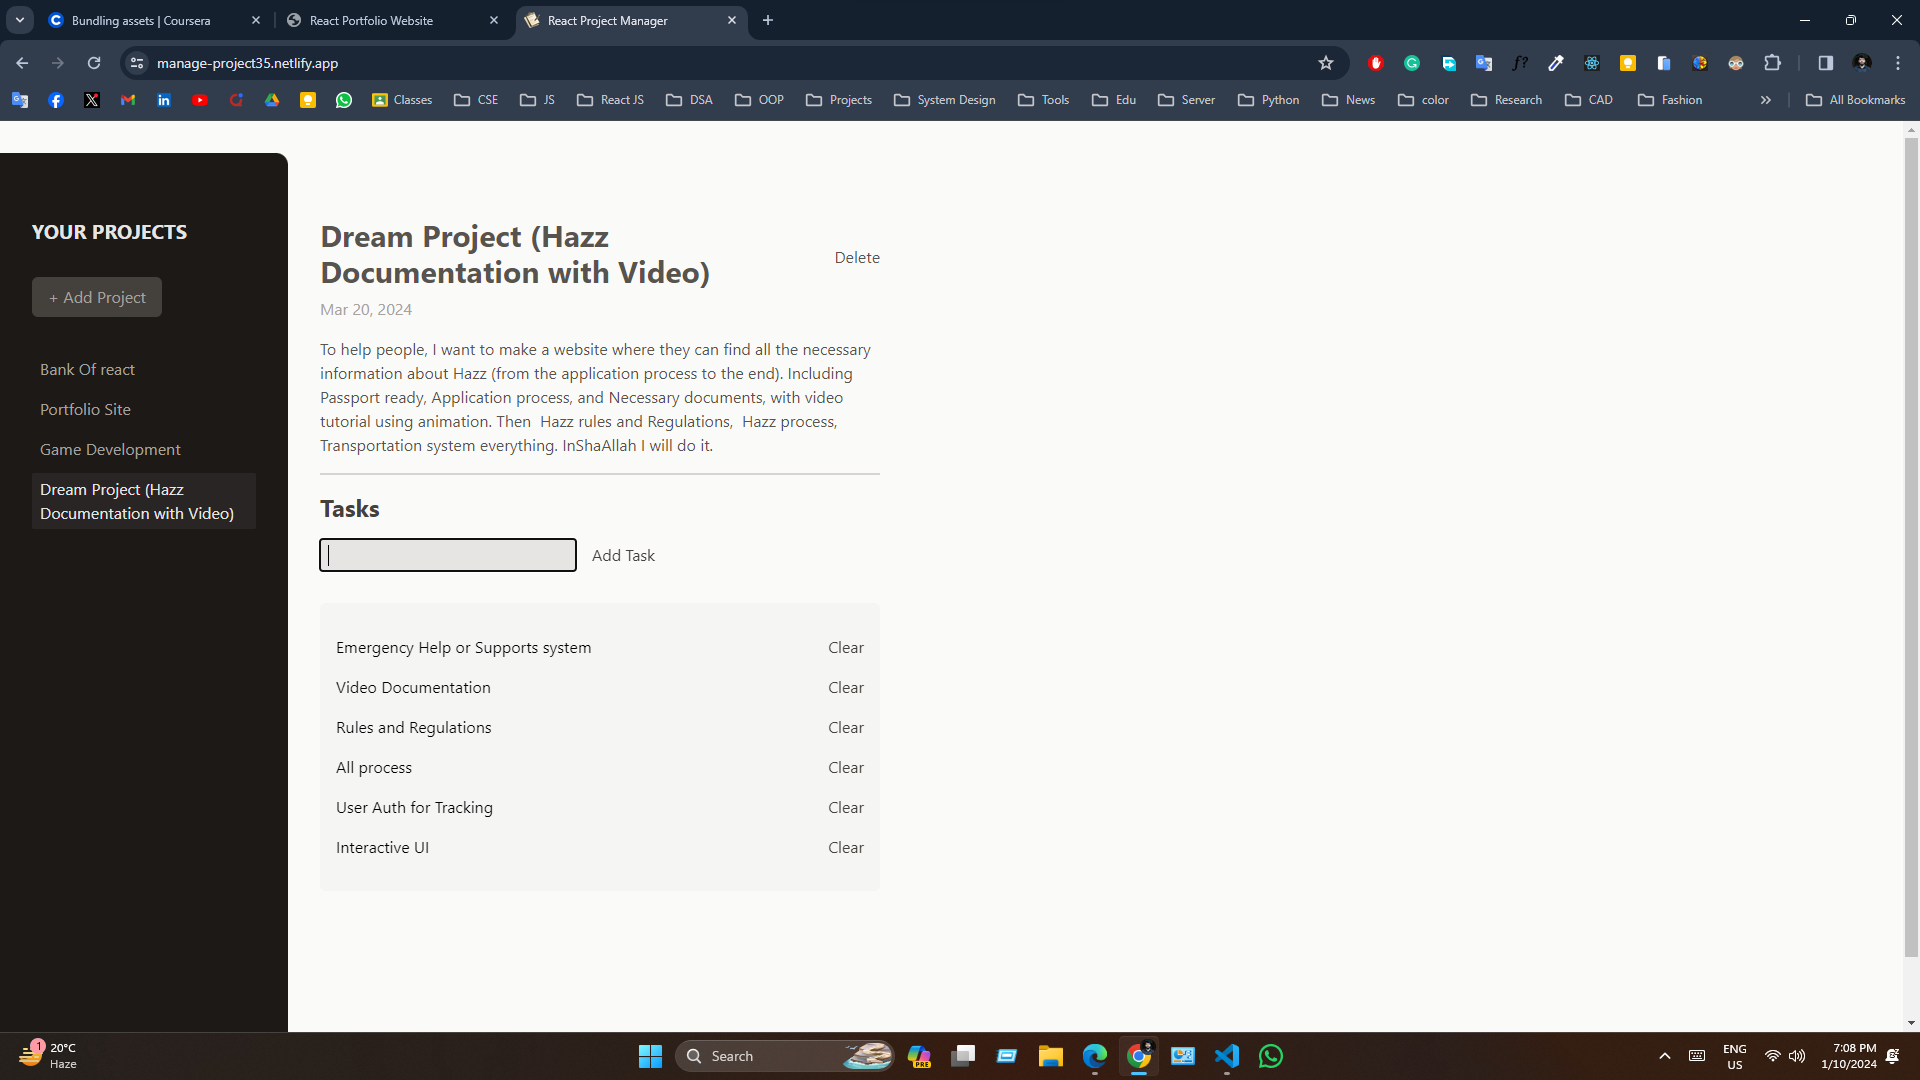 Bundling assets | Coursera
React Portfolio Website
React Project Manager
manage-project35.netlify.app
Classes
CSE
JS
React JS
DSA
OOP
Projects
System Design
Tools
Edu
Server
Python
News
color
Research
CAD
Fashion
All Bookmarks
YOUR PROJECTS
+ Add Project
Bank Of react
Portfolio Site
Game Development
Dream Project (Hazz
Documentation with Video)
Dream Project (Hazz
Documentation with Video)
Delete
Mar 20, 2024
To help people, I want to make a website where they can find all the necessary
information about Hazz (from the application process to the end). Including
Passport ready, Application process, and Necessary documents, with video
tutorial using animation. Then  Hazz rules and Regulations,  Hazz process,
Transportation system everything. InShaAllah I will do it.
Tasks
Add Task
Emergency Help or Supports system Clear
Video Documentation Clear
Rules and Regulations Clear
All process Clear
User Auth for Tracking Clear
Interactive UI Clear
1
20°C
Haze
Search
PRE
ENG
US
7:08 PM
1/10/2024